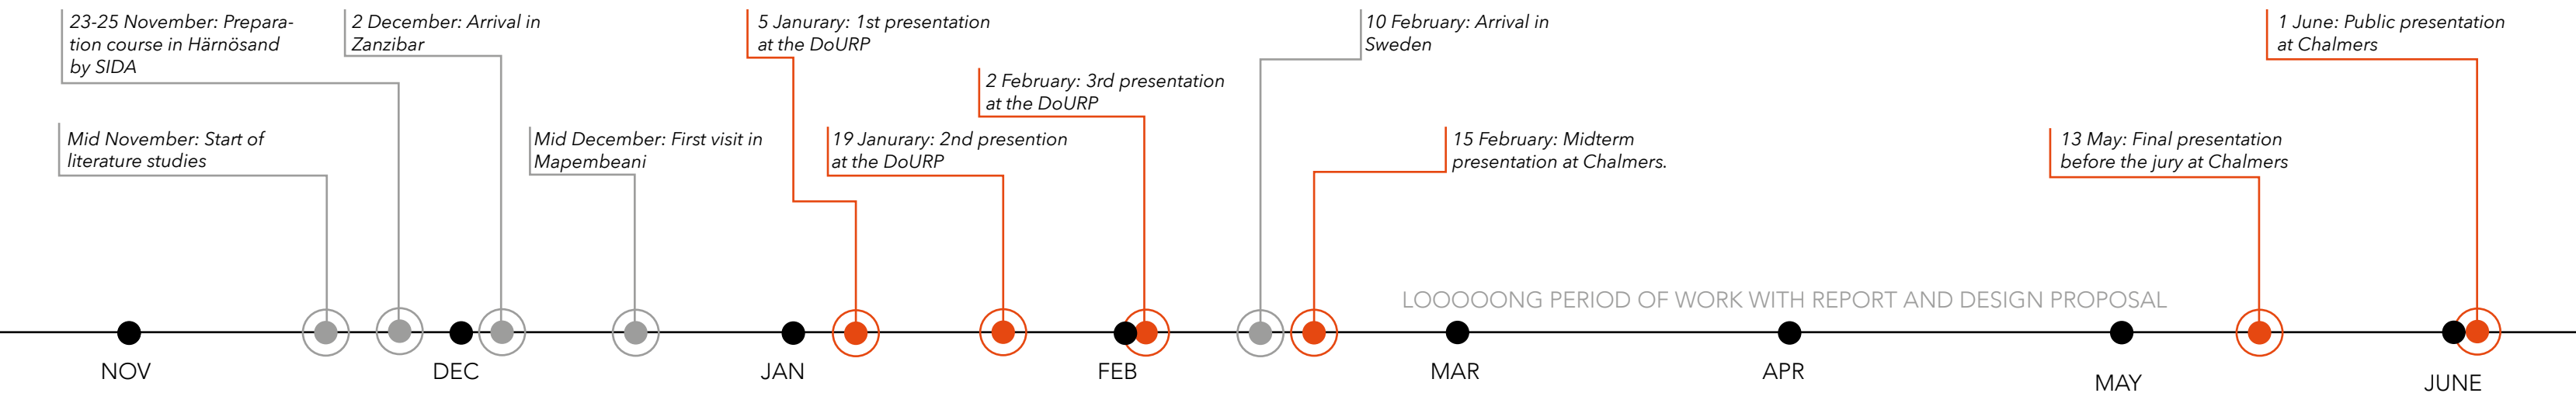 23-25 November: Prepara-
tion course in Härnösand
by SIDA
2 December: Arrival in
Zanzibar
5 Janurary: 1st presentation
at the DoURP
10 February: Arrival in
Sweden
1 June: Public presentation
at Chalmers
2 February: 3rd presentation
at the DoURP
Mid November: Start of
literature studies
Mid December: First visit in
Mapembeani
19 Janurary: 2nd presention
at the DoURP
15 February: Midterm
presentation at Chalmers.
13 May: Final presentation
before the jury at Chalmers
LOOOOONG PERIOD OF WORK WITH REPORT AND DESIGN PROPOSAL
NOV
DEC
JAN
FEB
MAR
APR
MAY
JUNE